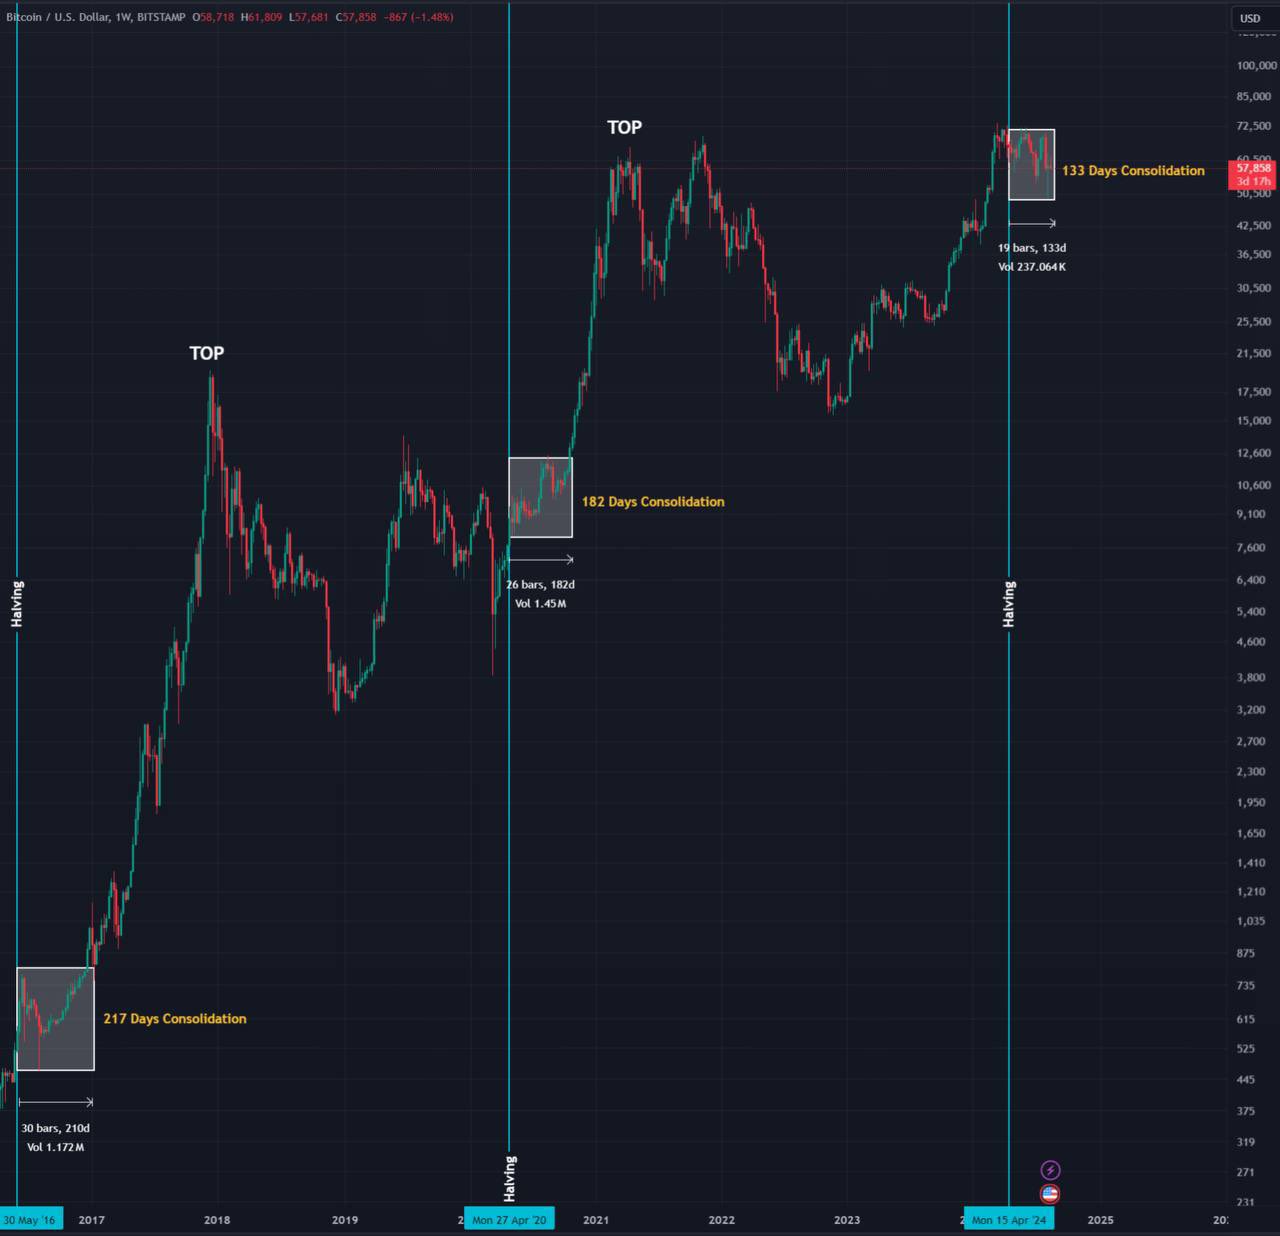 Bitcoin / U.S. Dollar, 1W, BITSTAMP O58,718 H61,809 L57,681 C57,858 −867 (−1.48%)
USD
100,000
85,000
TOP
72,500
60,500
133 Days Consolidation
57,858
3d 17h
50,500
42,500
19 bars, 133d
Vol 237.064K
36,500
30,500
25,500
TOP
21,500
17,500
15,000
12,600
10,600
182 Days Consolidation
9,100
7,600
26 bars, 182d
Vol 1.45M
6,400
Halving
Halving
5,400
4,600
3,800
3,200
2,700
2,300
1,950
1,650
1,410
1,210
1,035
875
735
217 Days Consolidation
615
525
445
375
30 bars, 210d
Vol 1.172M
319
Halving
271
231
30 May '16
2017
2018
2019
Mon 27 Apr '20
2021
2022
2023
Mon 15 Apr '24
2025